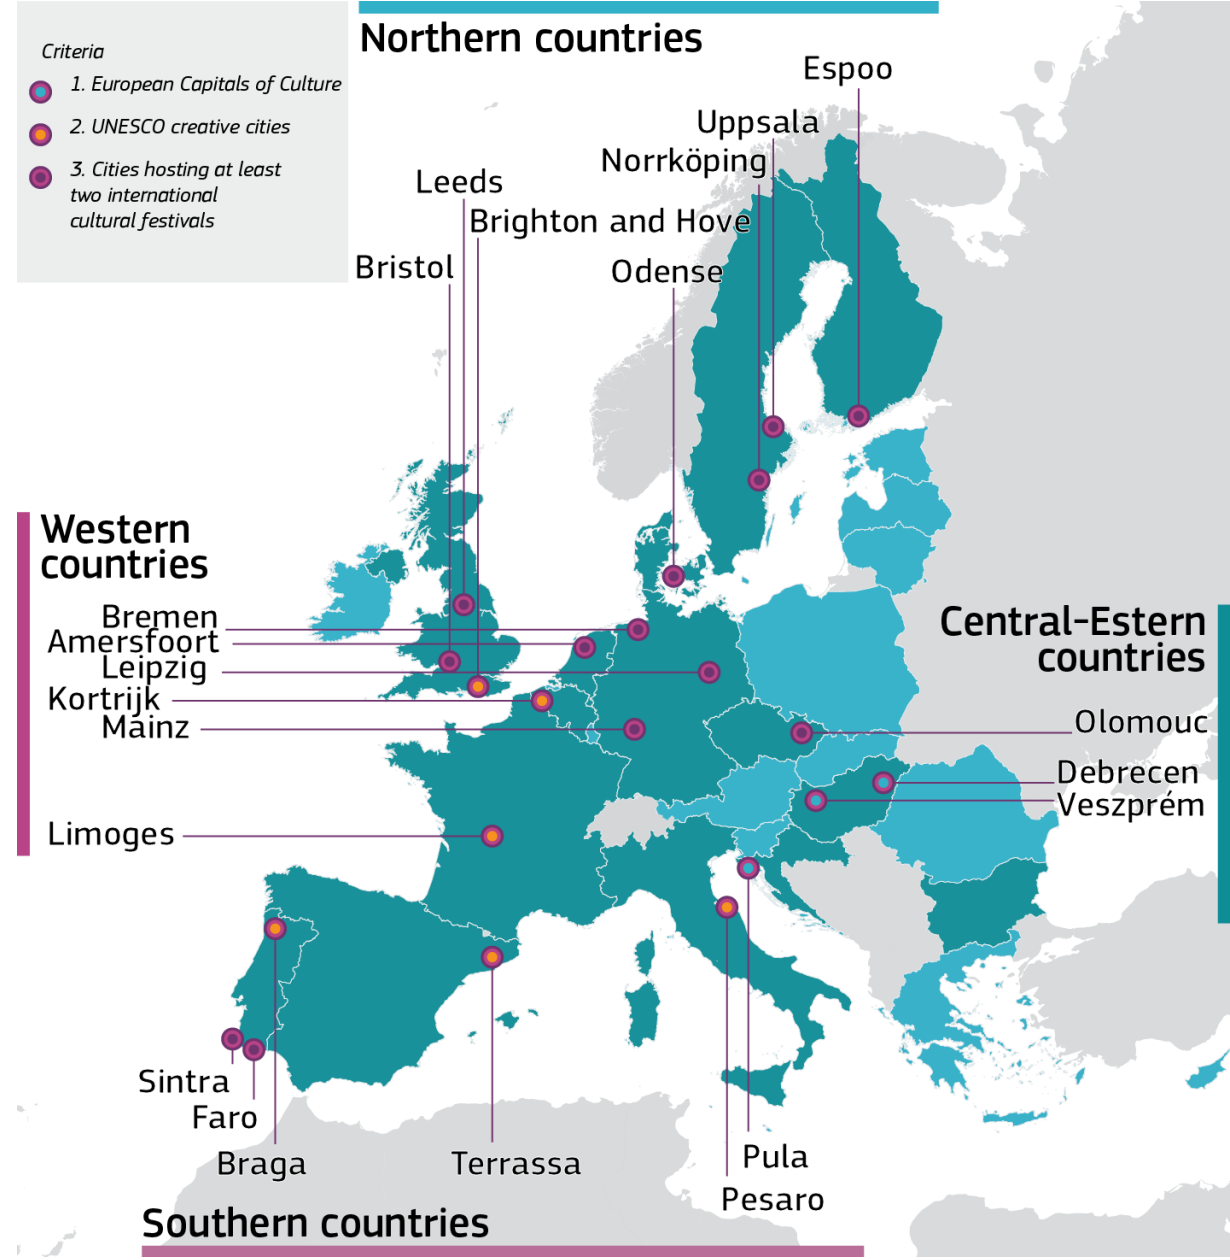 Criteria
1. European Capitals of Culture
2. UNESCO creative cities
3. Cities hosting at least
two international
cultural festivals
Northern countries
Espoo
Uppsala
Norrköping
Leeds
Brighton and Hove
Bristol
Odense
Western
countries
Bremen
Amersfoort
Leipzig
Kortrijk
Mainz
Limoges
Central-Estern
countries
Olomouc
Debrecen
Veszprém
Sintra
Faro
Braga
Terrassa
Pula
Pesaro
Southern countries